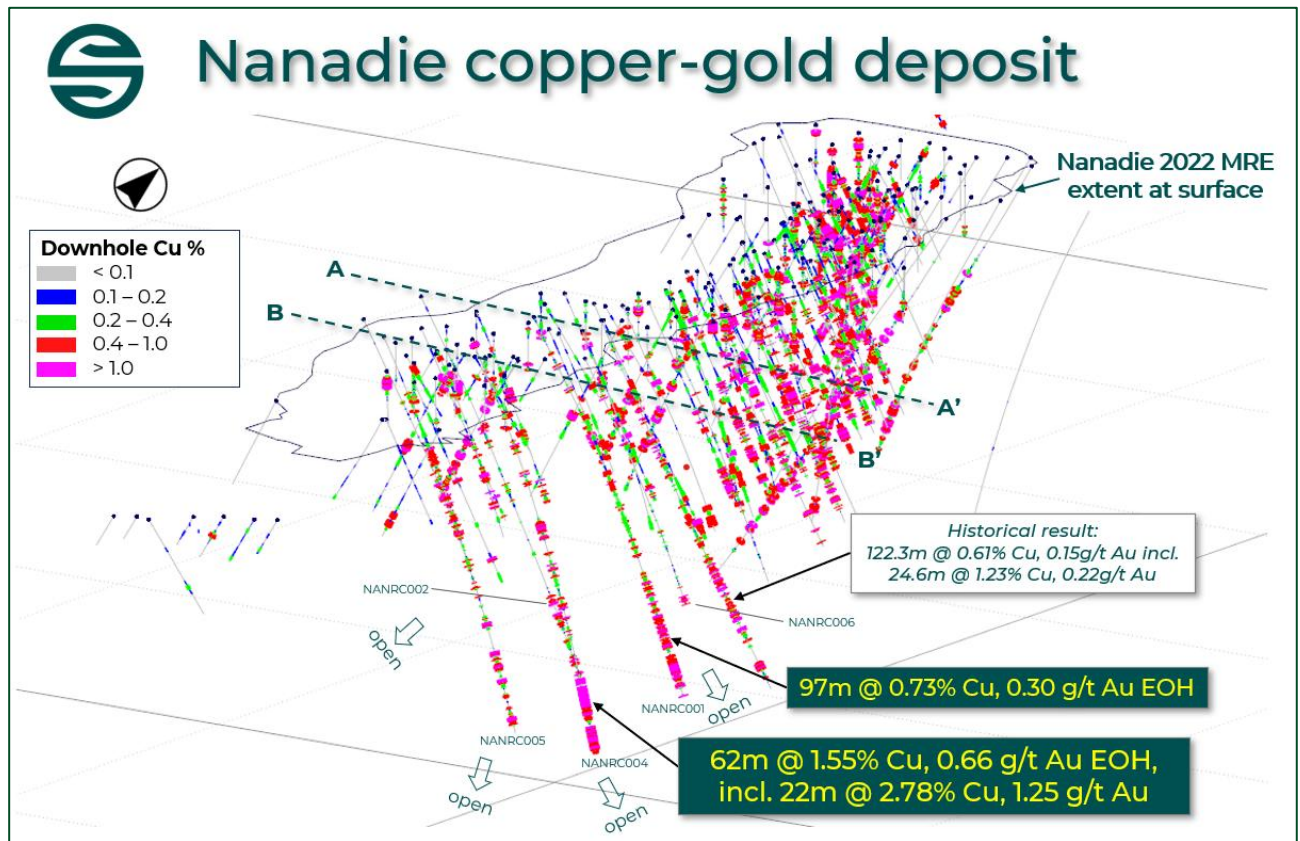 Nanadie copper-gold deposit
Nanadie 2022 MRE
extent at surface
Downhole Cu %
< 0.1
0.1 – 0.2
0.2 – 0.4
0.4 – 1.0
> 1.0
A
B
A'
B'
Historical result:
122.3m @ 0.61% Cu, 0.15g/t Au incl.
24.6m @ 1.23% Cu, 0.22g/t Au
NANRC002
NANRC006
open
97m @ 0.73% Cu, 0.30 g/t Au EOH
NANRC001
open
NANRC005
NANRC004
62m @ 1.55% Cu, 0.66 g/t Au EOH,
incl. 22m @ 2.78% Cu, 1.25 g/t Au
open
open